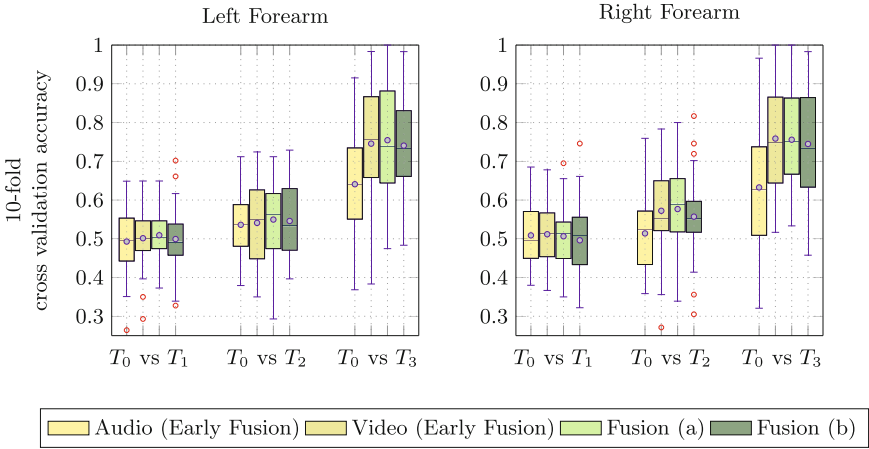 Left Forearm
Right Forearm
10-fold
cross validation accuracy
1
0.9
0.8
0.7
0.6
0.5
0.4
0.3
T₀ vs T₁
T₀ vs T₂
T₀ vs T₃
1
0.9
0.8
0.7
0.6
0.5
0.4
0.3
T₀ vs T₁
T₀ vs T₂
T₀ vs T₃
Audio (Early Fusion) Video (Early Fusion) Fusion (a) Fusion (b)